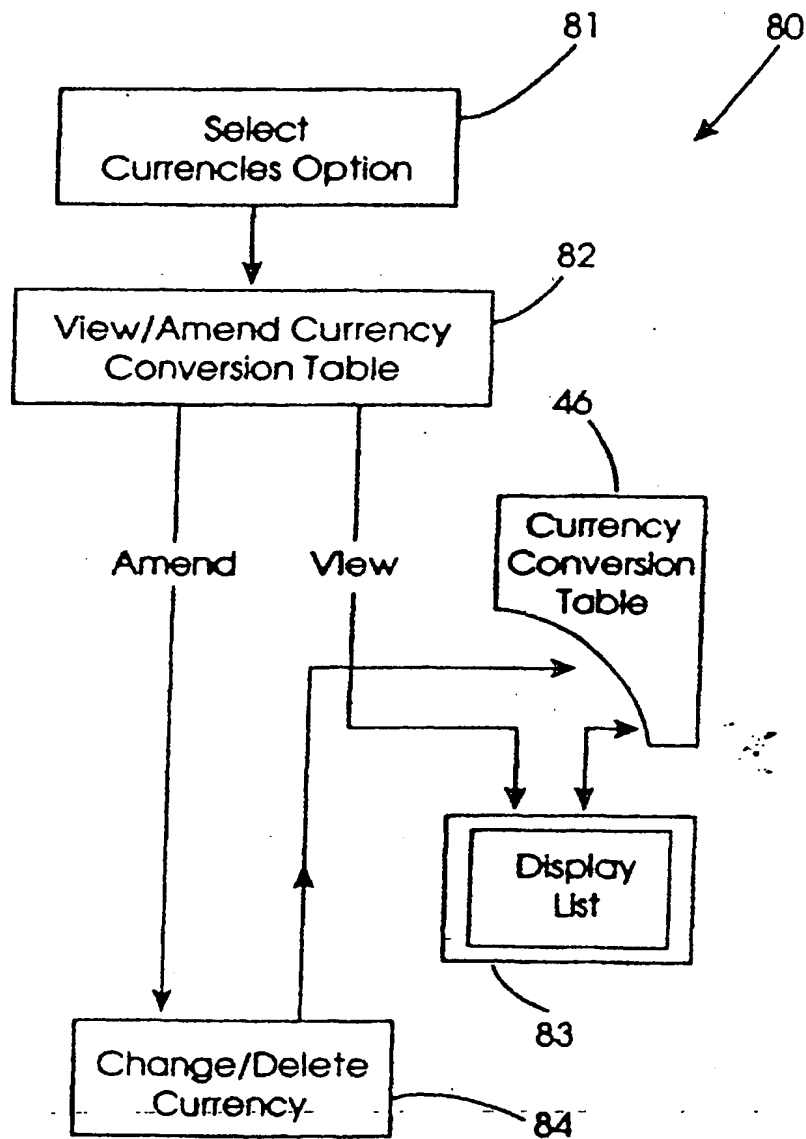 81
80
Select
Currencies Option
82
View/Amend Currency
Conversion Table
46
Currency
Conversion
Table
Amend
View
Display
List
83
Change/Delete
Currency
84